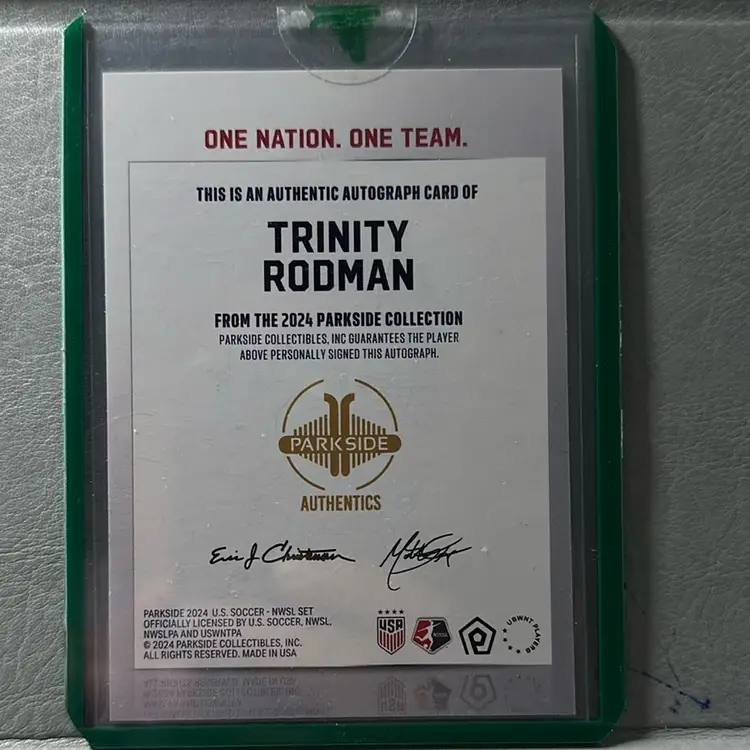 ONE NATION. ONE TEAM.
THIS IS AN AUTHENTIC AUTOGRAPH CARD OF
TRINITY
RODMAN
FROM THE 2024 PARKSIDE COLLECTION
PARKSIDE COLLECTIBLES, INC GUARANTEES THE PLAYER
ABOVE PERSONALLY SIGNED THIS AUTOGRAPH.
PARKSIDE
AUTHENTICS
Eric J Christensen
PARKSIDE 2024 U.S. SOCCER - NWSL SET
OFFICIALLY LICENSED BY U.S. SOCCER, NWSL,
NWSLPA AND USWNTPA
© 2024 PARKSIDE COLLECTIBLES, INC.
ALL RIGHTS RESERVED. MADE IN USA
USA
NWSL
USWNT PLAYERS